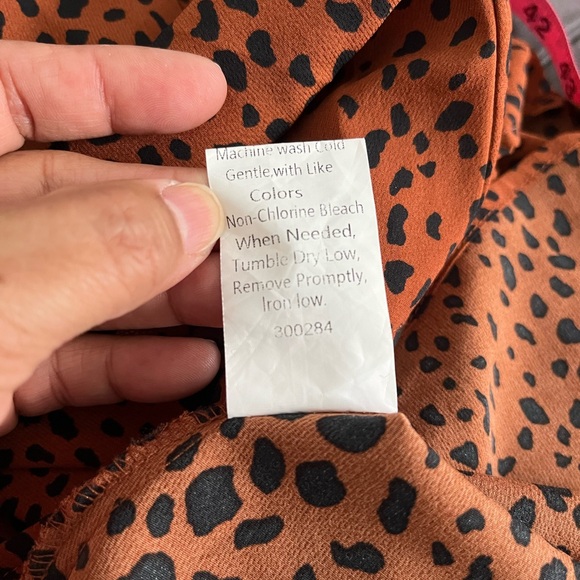 Machine wash Cold
Gentle,with Like
Colors
Non-Chlorine Bleach
When Needed,
Tumble Dry Low,
Remove Promptly,
Iron low.
300284
42